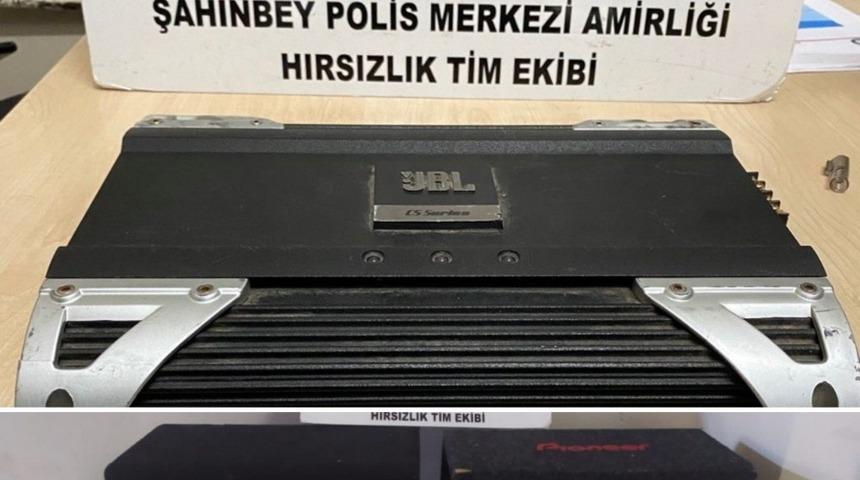 ŞAHİNBEY POLİS MERKEZİ AMİRLİĞİ
HIRSIZLIK TİM EKİBİ
JBL
CS Series
HIRSIZLIK TİM EKİBİ
Pioneer